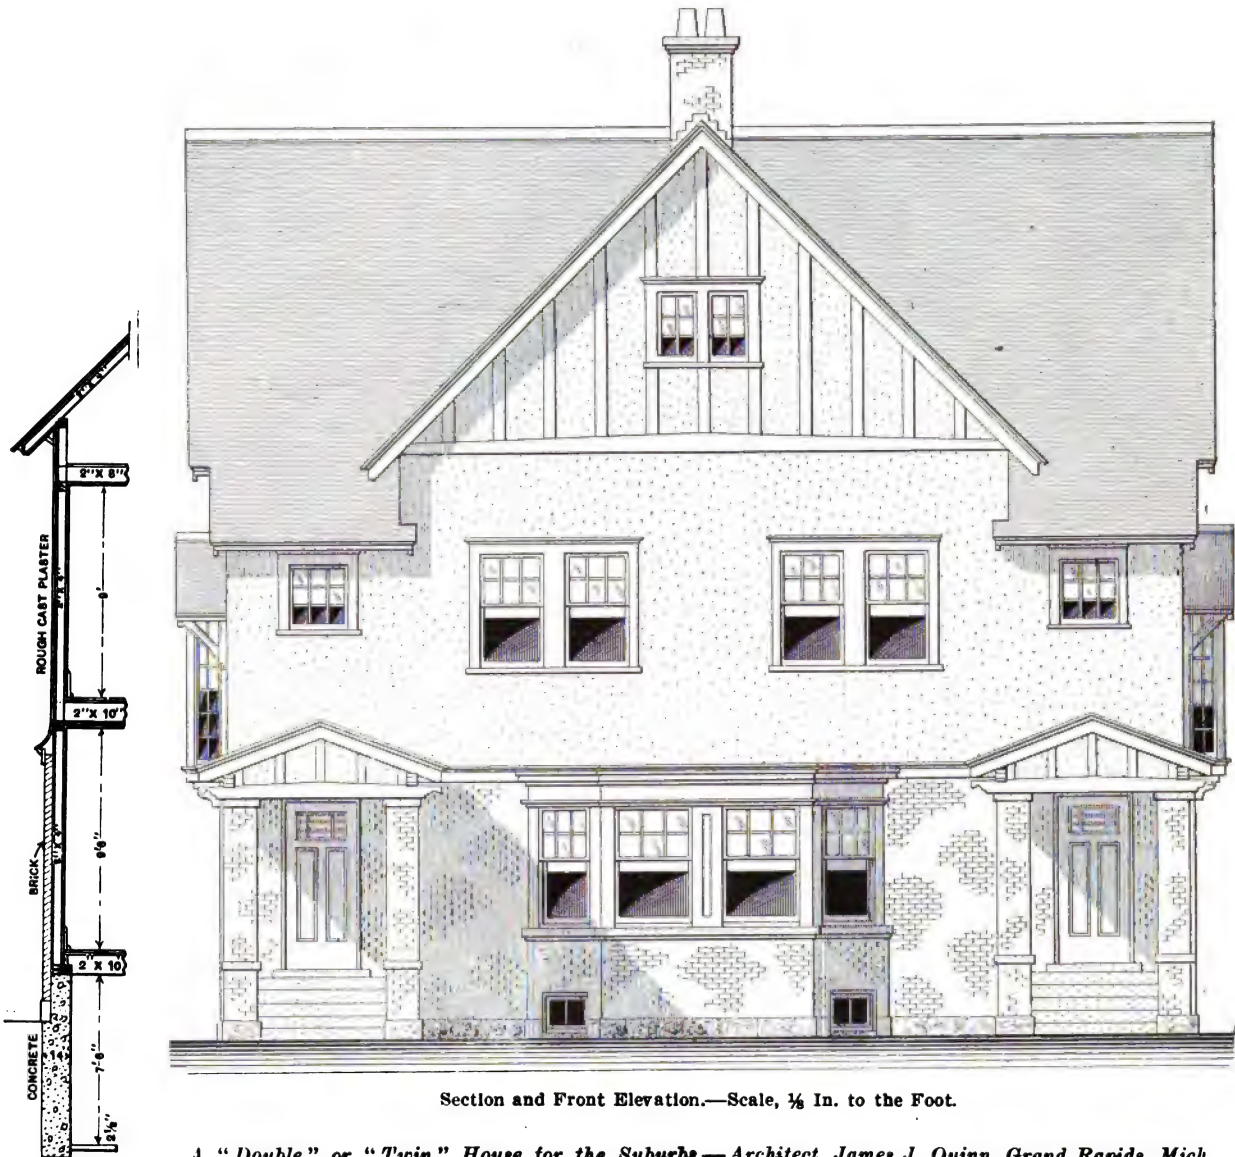 2"X 8"
ROUGH CAST PLASTER
9'
2"X 10"
BRICK
2"X 10
CONCRETE
7'-6"
2½"
Section and Front Elevation.—Scale, ⅛ In. to the Foot.
A "Double" or "Twin" House for the Suburbs.—Architect, James J. Quinn, Grand Rapids, Mich.